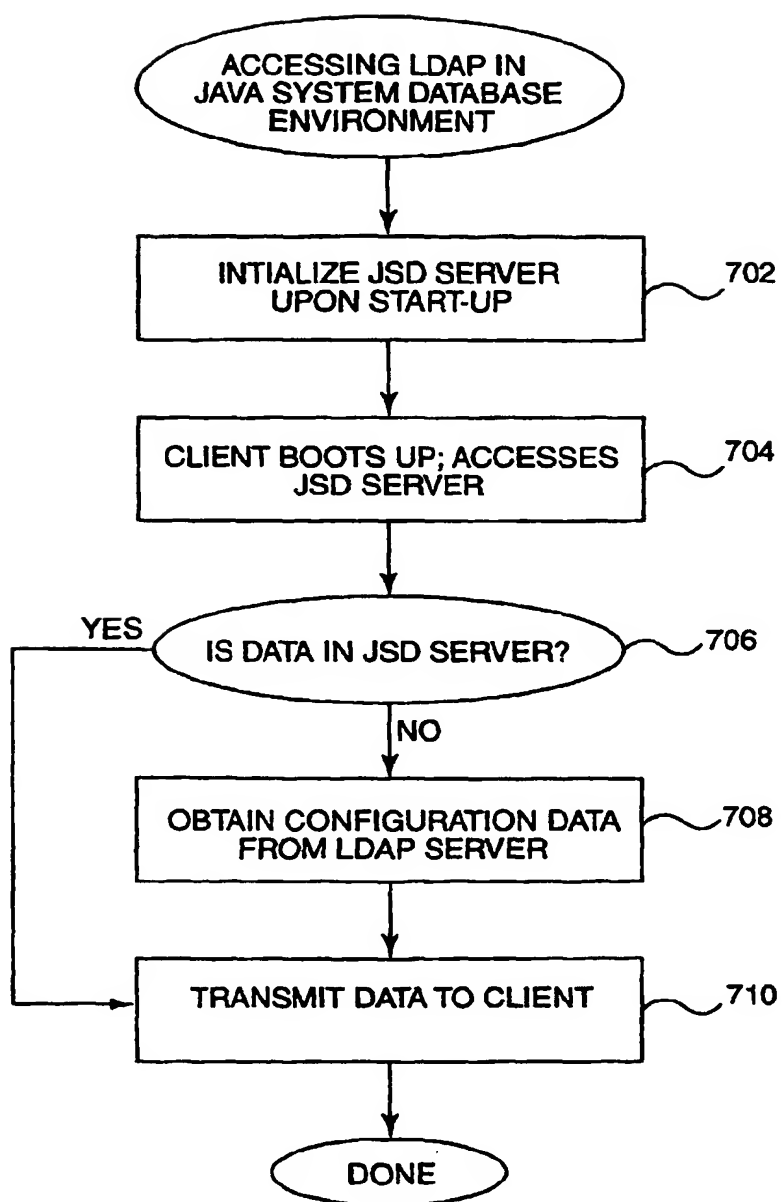 ACCESSING LDAP IN
JAVA SYSTEM DATABASE
ENVIRONMENT
INTIALIZE JSD SERVER
UPON START-UP
702
CLIENT BOOTS UP; ACCESSES
JSD SERVER
704
YES
IS DATA IN JSD SERVER?
706
NO
OBTAIN CONFIGURATION DATA
FROM LDAP SERVER
708
TRANSMIT DATA TO CLIENT
710
DONE